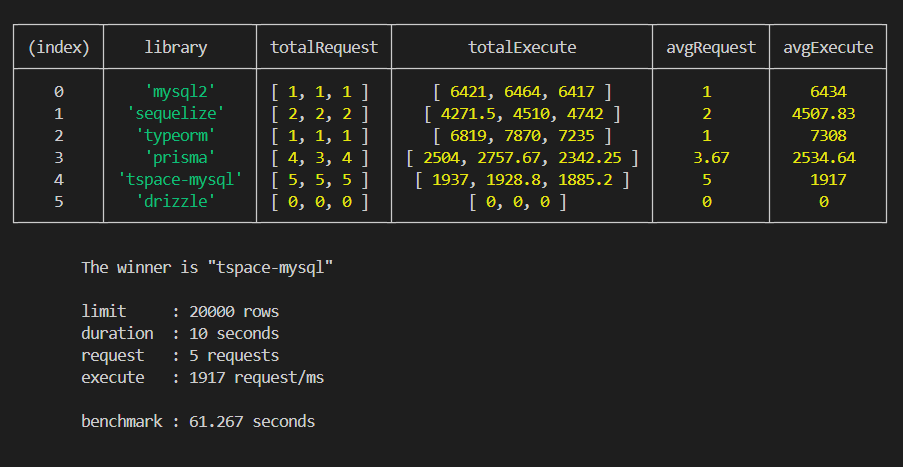 (index) library totalRequest totalExecute avgRequest avgExecute
0 'mysql2' [ 1, 1, 1 ] [ 6421, 6464, 6417 ] 1 6434
1 'sequelize' [ 2, 2, 2 ] [ 4271.5, 4510, 4742 ] 2 4507.83
2 'typeorm' [ 1, 1, 1 ] [ 6819, 7870, 7235 ] 1 7308
3 'prisma' [ 4, 3, 4 ] [ 2504, 2757.67, 2342.25 ] 3.67 2534.64
4 'tspace-mysql' [ 5, 5, 5 ] [ 1937, 1928.8, 1885.2 ] 5 1917
5 'drizzle' [ 0, 0, 0 ] [ 0, 0, 0 ] 0 0
The winner is "tspace-mysql"
limit : 20000 rows
duration : 10 seconds
request : 5 requests
execute : 1917 request/ms
benchmark : 61.267 seconds